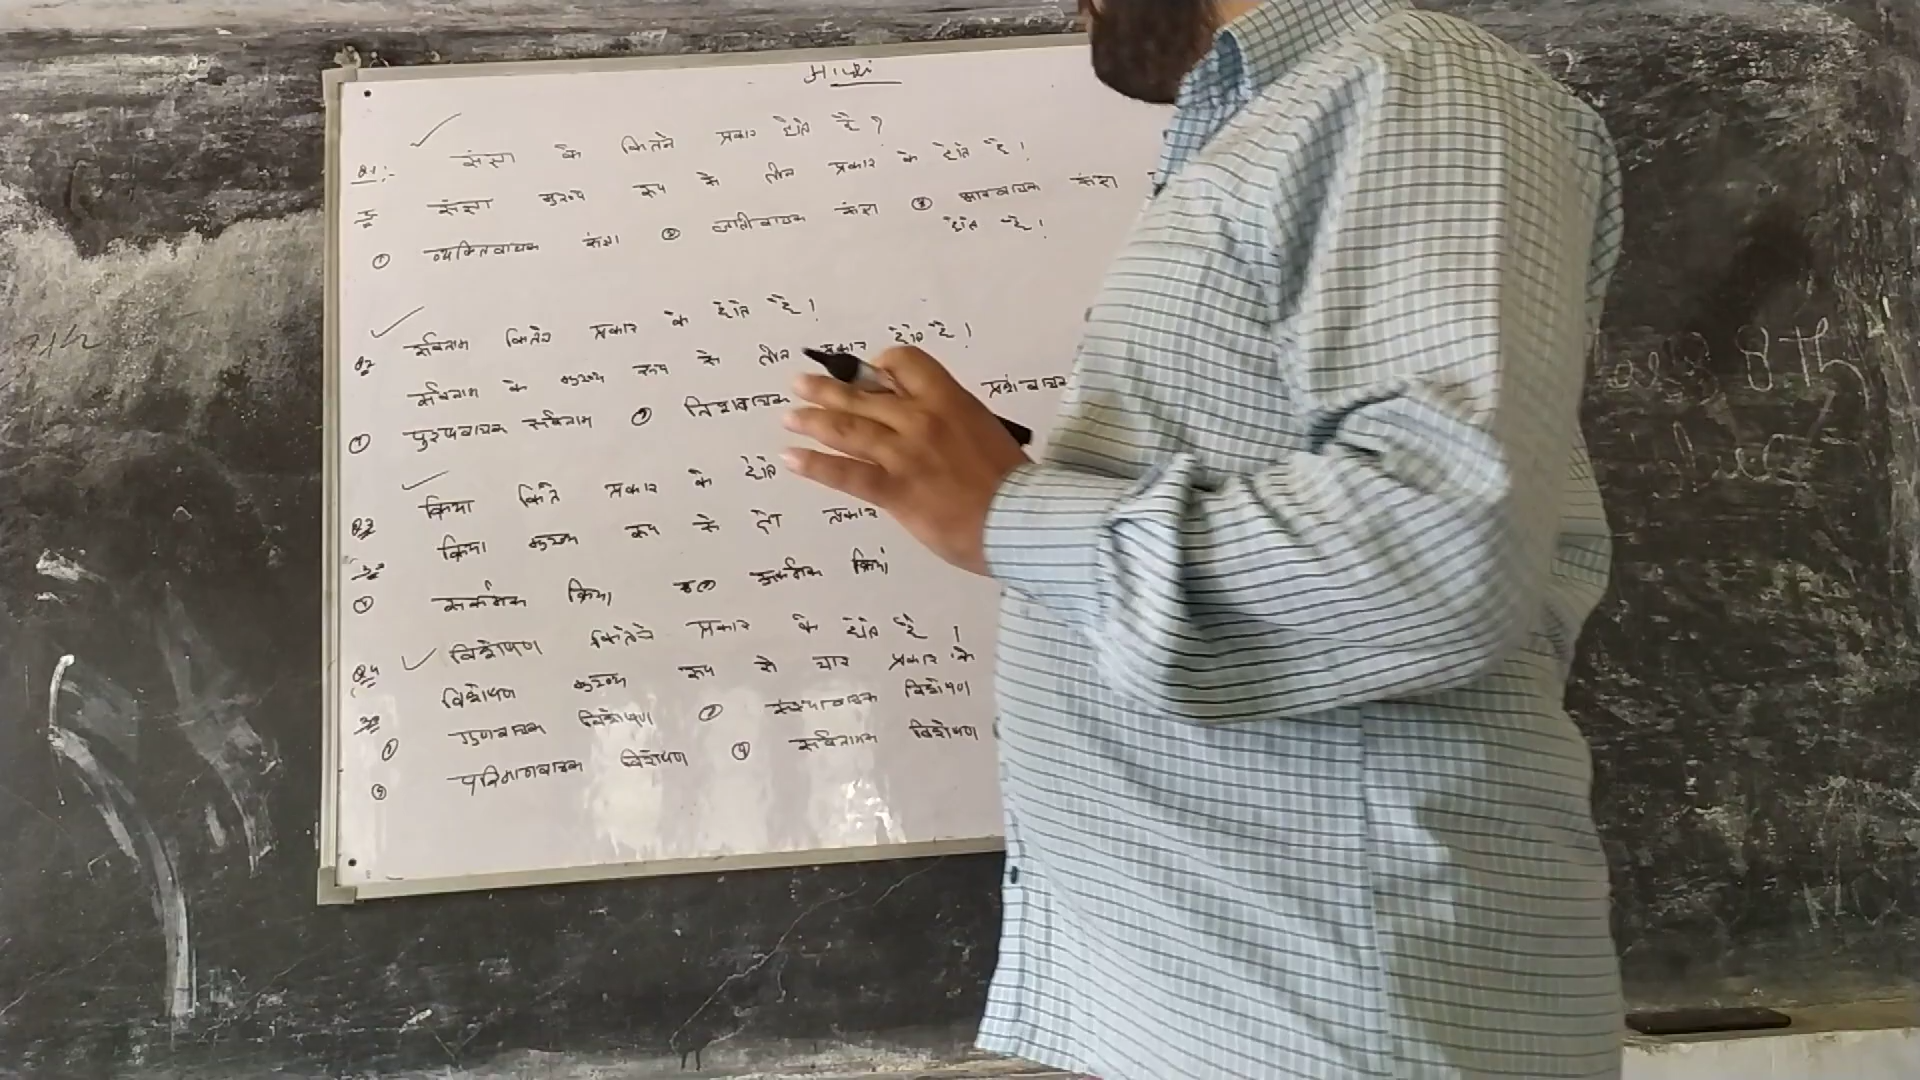 Q1:- संज्ञा के कितने प्रकार होते है ?
उ संज्ञा मुख्य रूप से तीन प्रकार के होते है !
① व्यक्तिवाचक संज्ञा ② जातीवाचक संज्ञा ③ भाववाचक संज्ञा
होते है !
Q2 सर्वनाम कितने प्रकार के होते है !
सर्वनाम के मुख्य रूप से तीन प्रकार होते है !
① पुरुषवाचक सर्वनाम ② निश्चयवाचक
Q3 क्रिया कितने प्रकार के होते
उ क्रिया मुख्य रूप से दो प्रकार
① सकर्मक क्रिया ② अकर्मक क्रिया
Q4 विशेषण कितने प्रकार के होते है !
उ विशेषण मुख्य रूप से चार प्रकार के
① गुणवाचक विशेषण ② संख्यावाचक विशेषण
③ परिमाणवाचक विशेषण ④ सर्वनामक विशेषण
8Th